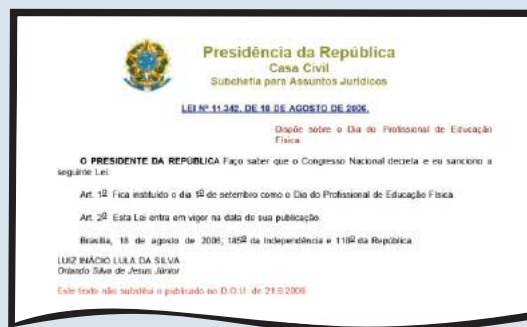 Presidência da República
Casa Civil
Subchefia para Assuntos Jurídicos
LEI Nº 11.342, DE 18 DE AGOSTO DE 2006.
Dispõe sobre o Dia do Profissional de Educação
Física.
O PRESIDENTE DA REPÚBLICA Faço saber que o Congresso Nacional decreta e eu sanciono a
seguinte Lei:
Art. 1º Fica instituído o dia 1º de setembro como o Dia do Profissional de Educação Física.
Art. 2º Esta Lei entra em vigor na data de sua publicação.
Brasília, 18 de agosto de 2006; 185º da Independência e 118º da República.
LUIZ INÁCIO LULA DA SILVA
Orlando Silva de Jesus Júnior
Este texto não substitui o publicado no D.O.U. de 21.8.2006